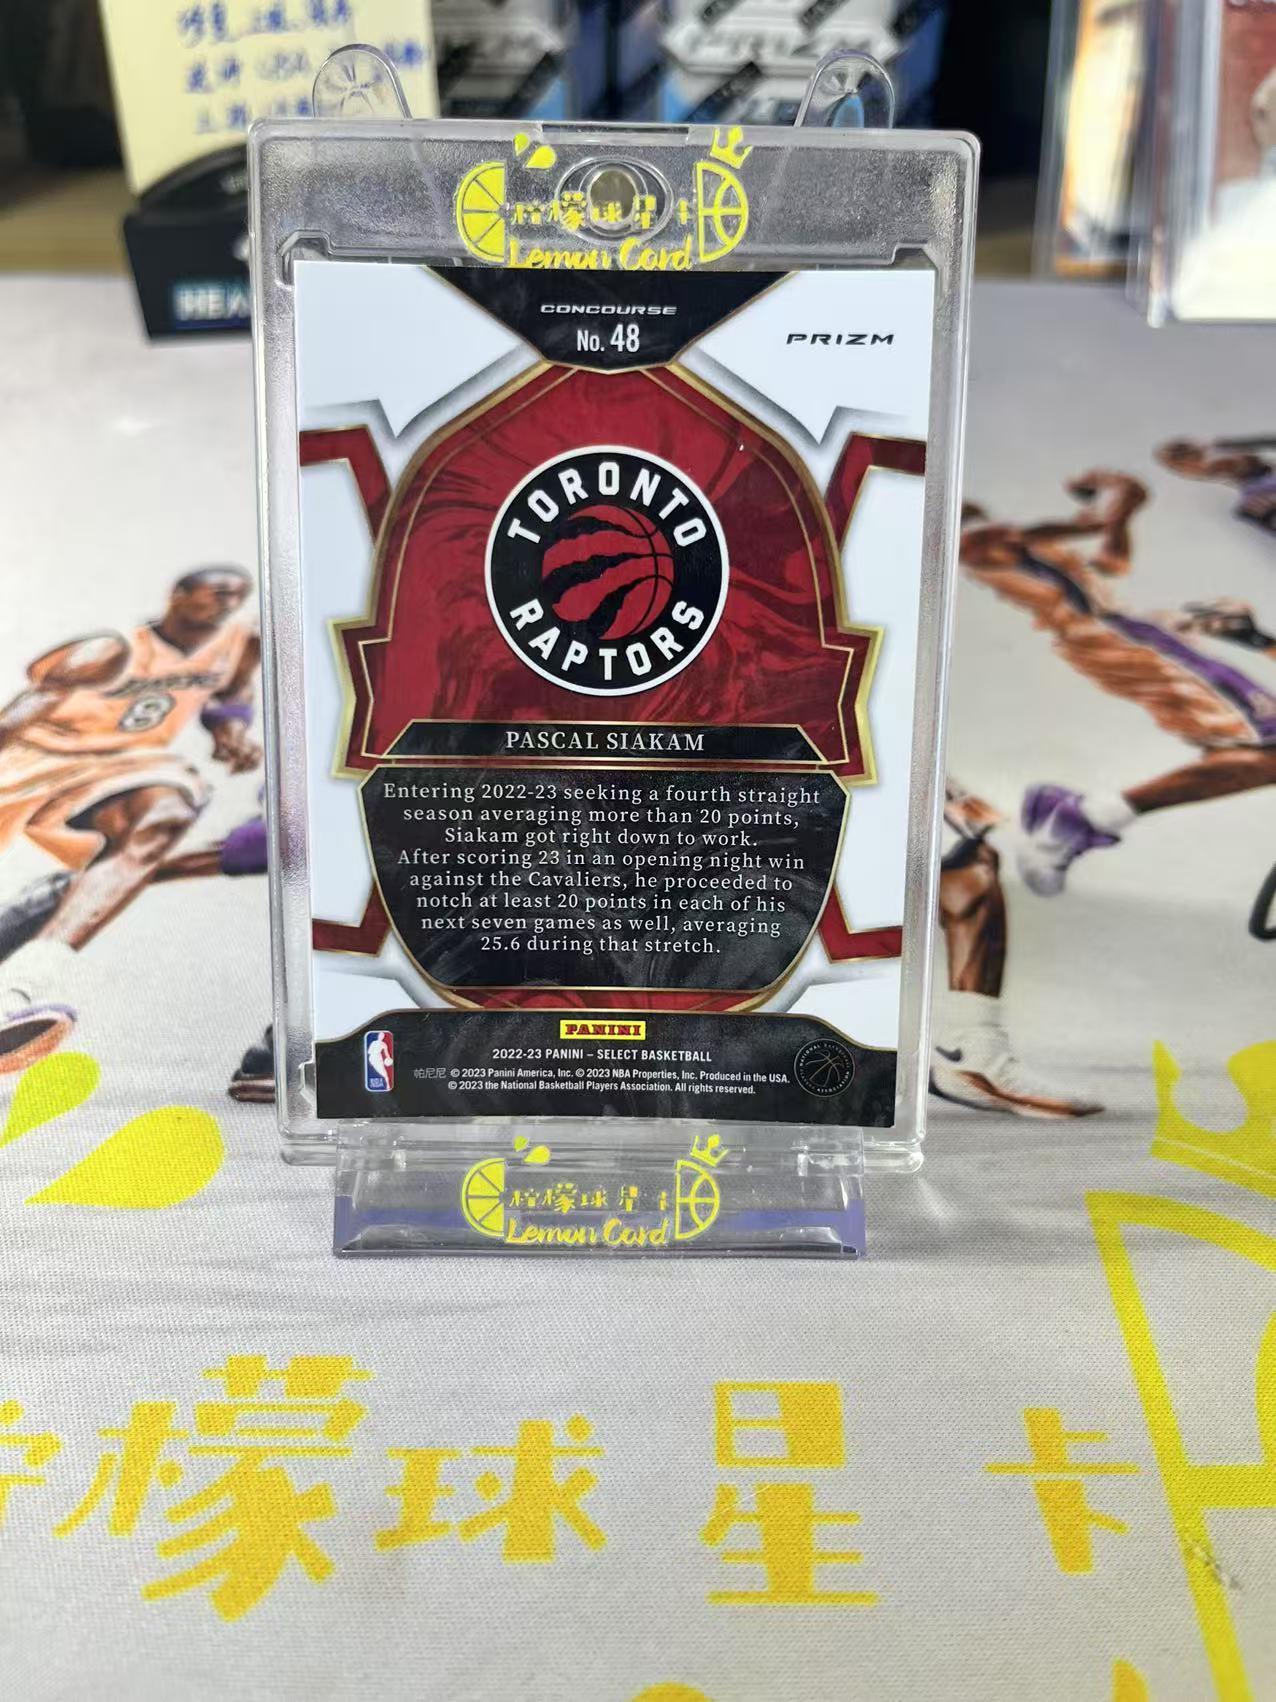 PRIZM
柠檬球星卡
Lemon Card
CONCOURSE
No. 48
PRIZM
TORONTO
RAPTORS
PASCAL SIAKAM
Entering 2022-23 seeking a fourth straight
season averaging more than 20 points,
Siakam got right down to work.
After scoring 23 in an opening night win
against the Cavaliers, he proceeded to
notch at least 20 points in each of his
next seven games as well, averaging
25.6 during that stretch.
PANINI
2022-23 PANINI – SELECT BASKETBALL
帕尼尼 © 2023 Panini America, Inc. © 2023 NBA Properties, Inc. Produced in the USA.
© 2023 the National Basketball Players Association. All rights reserved.
NBA
8
柠檬球星卡
Lemon Card
柠檬球星卡